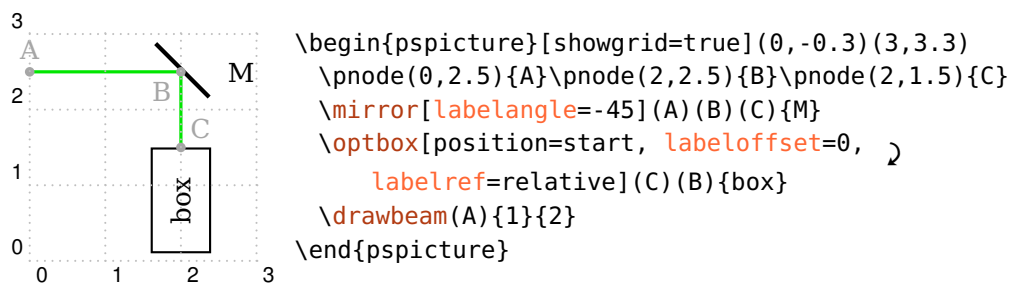 3
A
M
2
B
C
1
box
0
0 1 2 3
\begin{pspicture}[showgrid=true](0,-0.3)(3,3.3)
\pnode(0,2.5){A}\pnode(2,2.5){B}\pnode(2,1.5){C}
\mirror[labelangle=-45](A)(B)(C){M}
\optbox[position=start, labeloffset=0,
labelref=relative](C)(B){box}
\drawbeam(A){1}{2}
\end{pspicture}